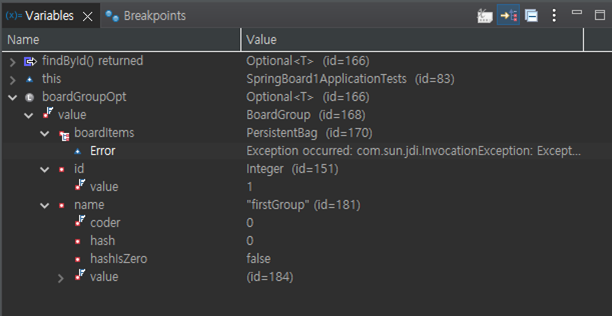 (x)= Variables Breakpoints
Name Value
findById() returned Optional<T> (id=166)
this SpringBoard1ApplicationTests (id=83)
boardGroupOpt Optional<T> (id=166)
value BoardGroup (id=168)
boardItems PersistentBag (id=170)
Error Exception occurred: com.sun.jdi.InvocationException: Except...
id Integer (id=151)
value 1
name "firstGroup" (id=181)
coder 0
hash 0
hashIsZero false
value (id=184)